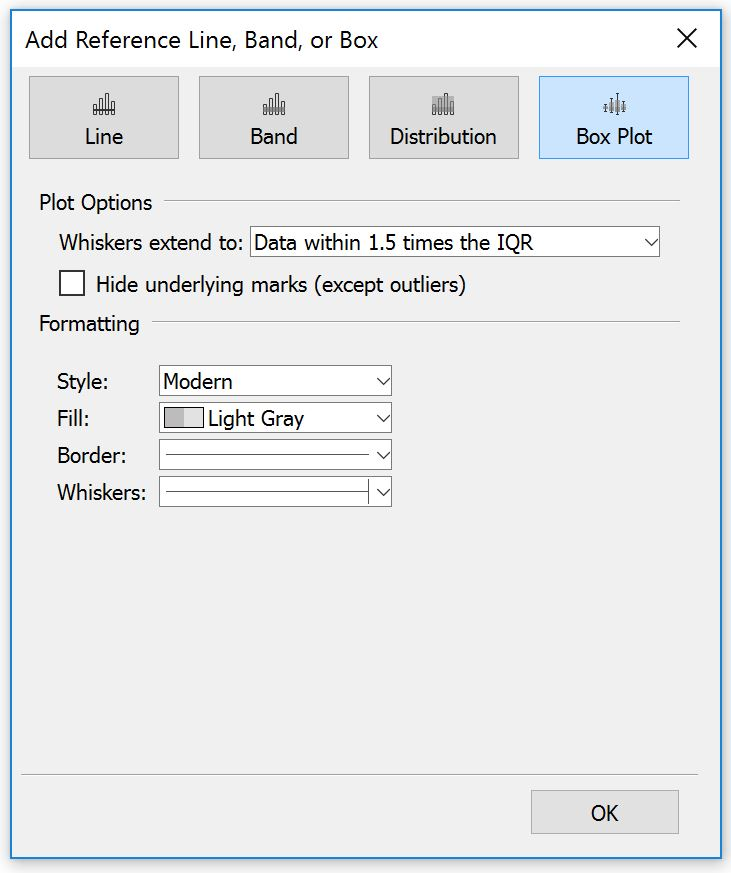 Add Reference Line, Band, or Box
Line Band Distribution Box Plot
Plot Options
Whiskers extend to: Data within 1.5 times the IQR
Hide underlying marks (except outliers)
Formatting
Style: Modern
Fill: Light Gray
Border:
Whiskers:
OK